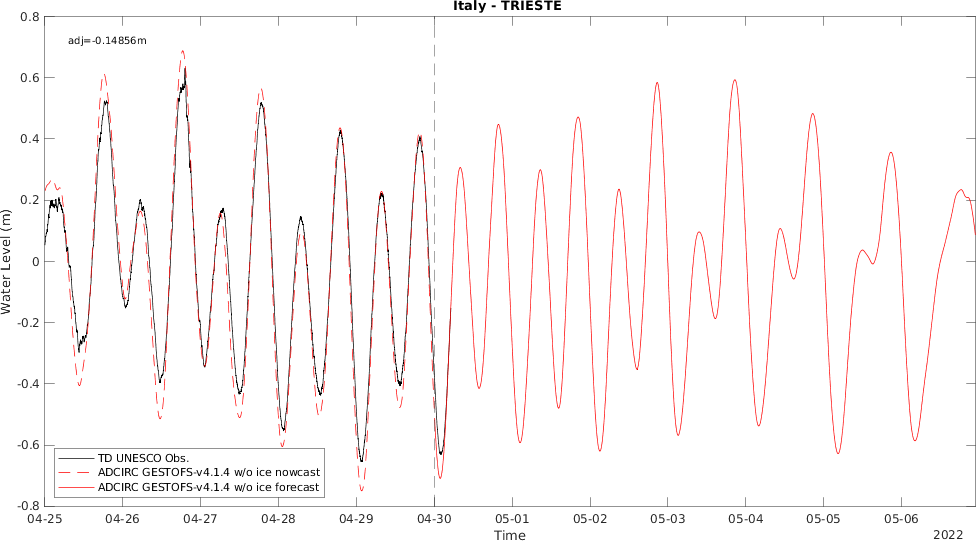 Italy - TRIESTE
adj=-0.14856m
0.8
0.6
0.4
0.2
0
-0.2
-0.4
-0.6
-0.8
Water Level (m)
TD UNESCO Obs.
ADCIRC GESTOFS-v4.1.4 w/o ice nowcast
ADCIRC GESTOFS-v4.1.4 w/o ice forecast
04-25 04-26 04-27 04-28 04-29 04-30 05-01 05-02 05-03 05-04 05-05 05-06
Time
2022